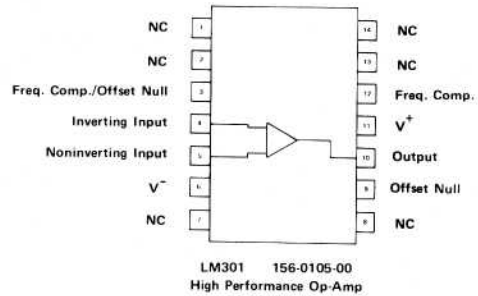 NC 1 14 NC
NC 2 13 NC
Freq. Comp./Offset Null 3 12 Freq. Comp.
Inverting Input 4 11 V+
Noninverting Input 5 10 Output
V- 6 9 Offset Null
NC 7 8 NC
LM301 156-0105-00
High Performance Op-Amp